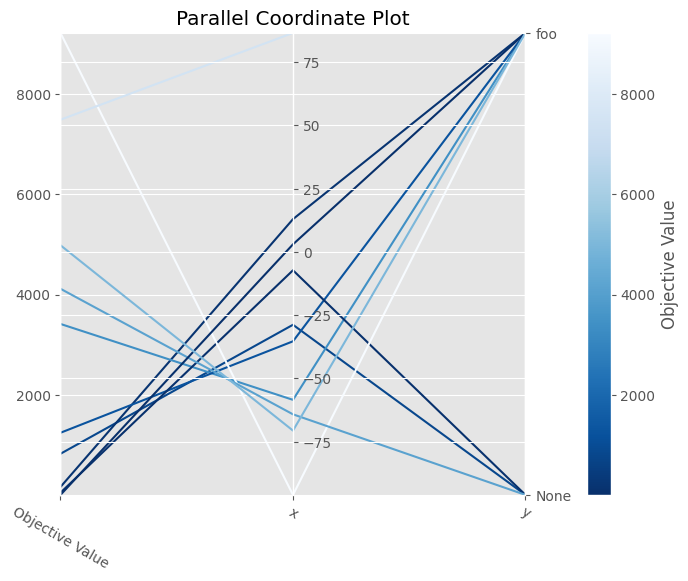 Parallel Coordinate Plot
8000
6000
4000
2000
75
50
25
0
−25
−50
−75
foo
None
8000
6000
4000
2000
Objective Value
Objective Value
x
y